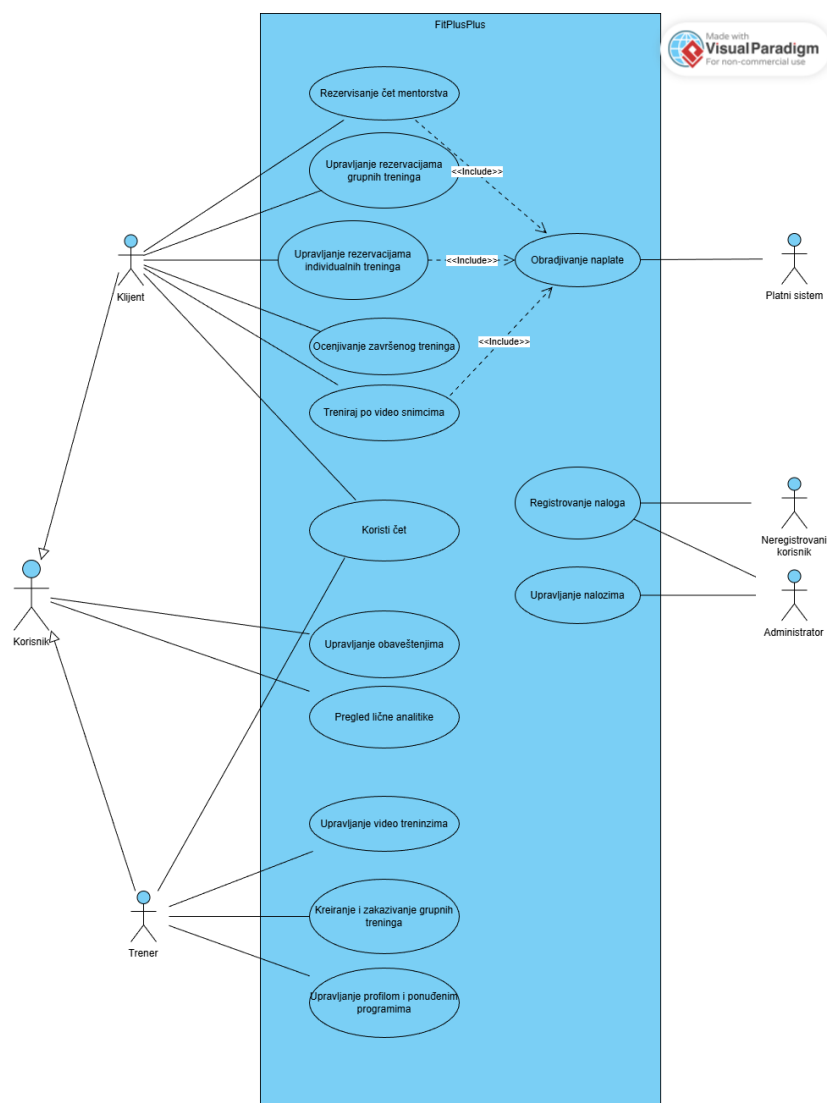 FitPlusPlus
Made with
VisualParadigm
For non-commercial use
Rezervisanje čet mentorstva
Upravljanje rezervacijama
grupnih treninga
<<Include>>
Upravljanje rezervacijama
individualnih treninga
<<Include>>
Obradjivanje naplate
Klijent
Platni sistem
Ocenjivanje završenog treninga
<<Include>>
Treniraj po video snimcima
Koristi čet
Registrovanje naloga
Neregistrovani
korisnik
Upravljanje nalozima
Administrator
Korisnik
Upravljanje obaveštenjima
Pregled lične analitike
Upravljanje video treninzima
Kreiranje i zakazivanje grupnih
treninga
Trener
Upravljanje profilom i ponuđenim
programima